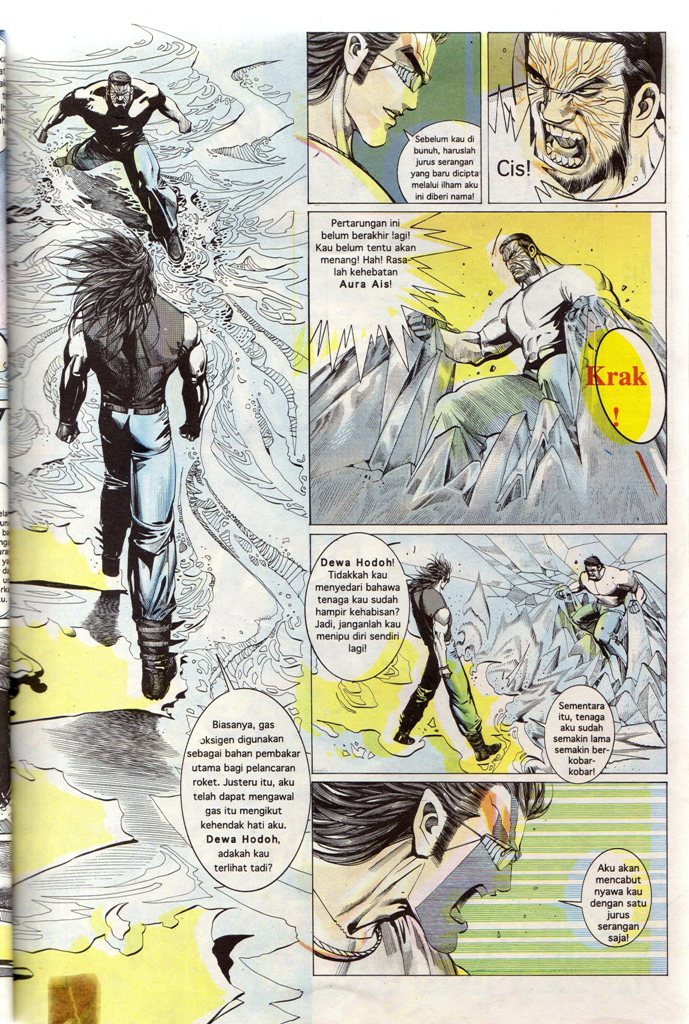 Biasanya, gas
oksigen digunakan
sebagai bahan pembakar
utama bagi pelancaran
roket. Justeru itu, aku
telah dapat mengawal
gas itu mengikut
kehendak hati aku.
Dewa Hodoh,
adakah kau
terlihat tadi?
Sebelum kau di
bunuh, haruslah
jurus serangan
yang baru dicipta
melalui ilham aku
ini diberi nama!
Cis!
Pertarungan ini
belum berakhir lagi!
Kau belum tentu akan
menang! Hah! Rasa-
lah kehebatan
Aura Ais!
Krak
!
Dewa Hodoh!
Tidakkah kau
menyedari bahawa
tenaga kau sudah
hampir kehabisan?
Jadi, janganlah kau
menipu diri sendiri
lagi!
Sementara
itu, tenaga
aku sudah
semakin lama
semakin ber-
kobar-
kobar!
Aku akan
mencabut
nyawa kau
dengan satu
jurus
serangan
saja!